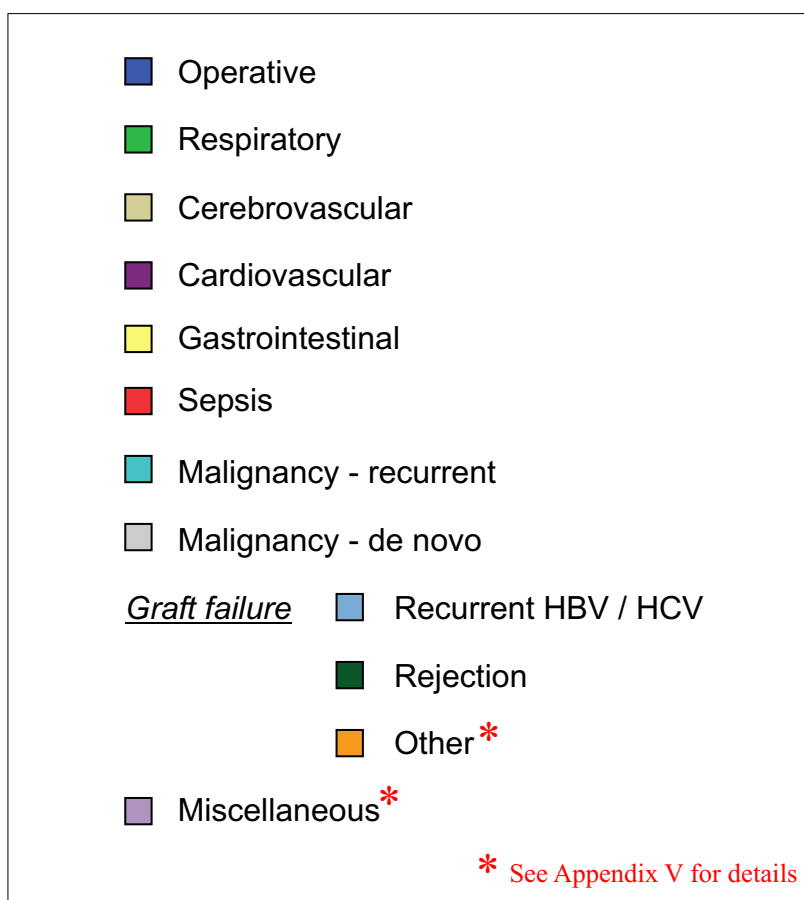 Operative
Respiratory
Cerebrovascular
Cardiovascular
Gastrointestinal
Sepsis
Malignancy - recurrent
Malignancy - de novo
Graft failure Recurrent HBV / HCV
Rejection
Other*
Miscellaneous*
* See Appendix V for details